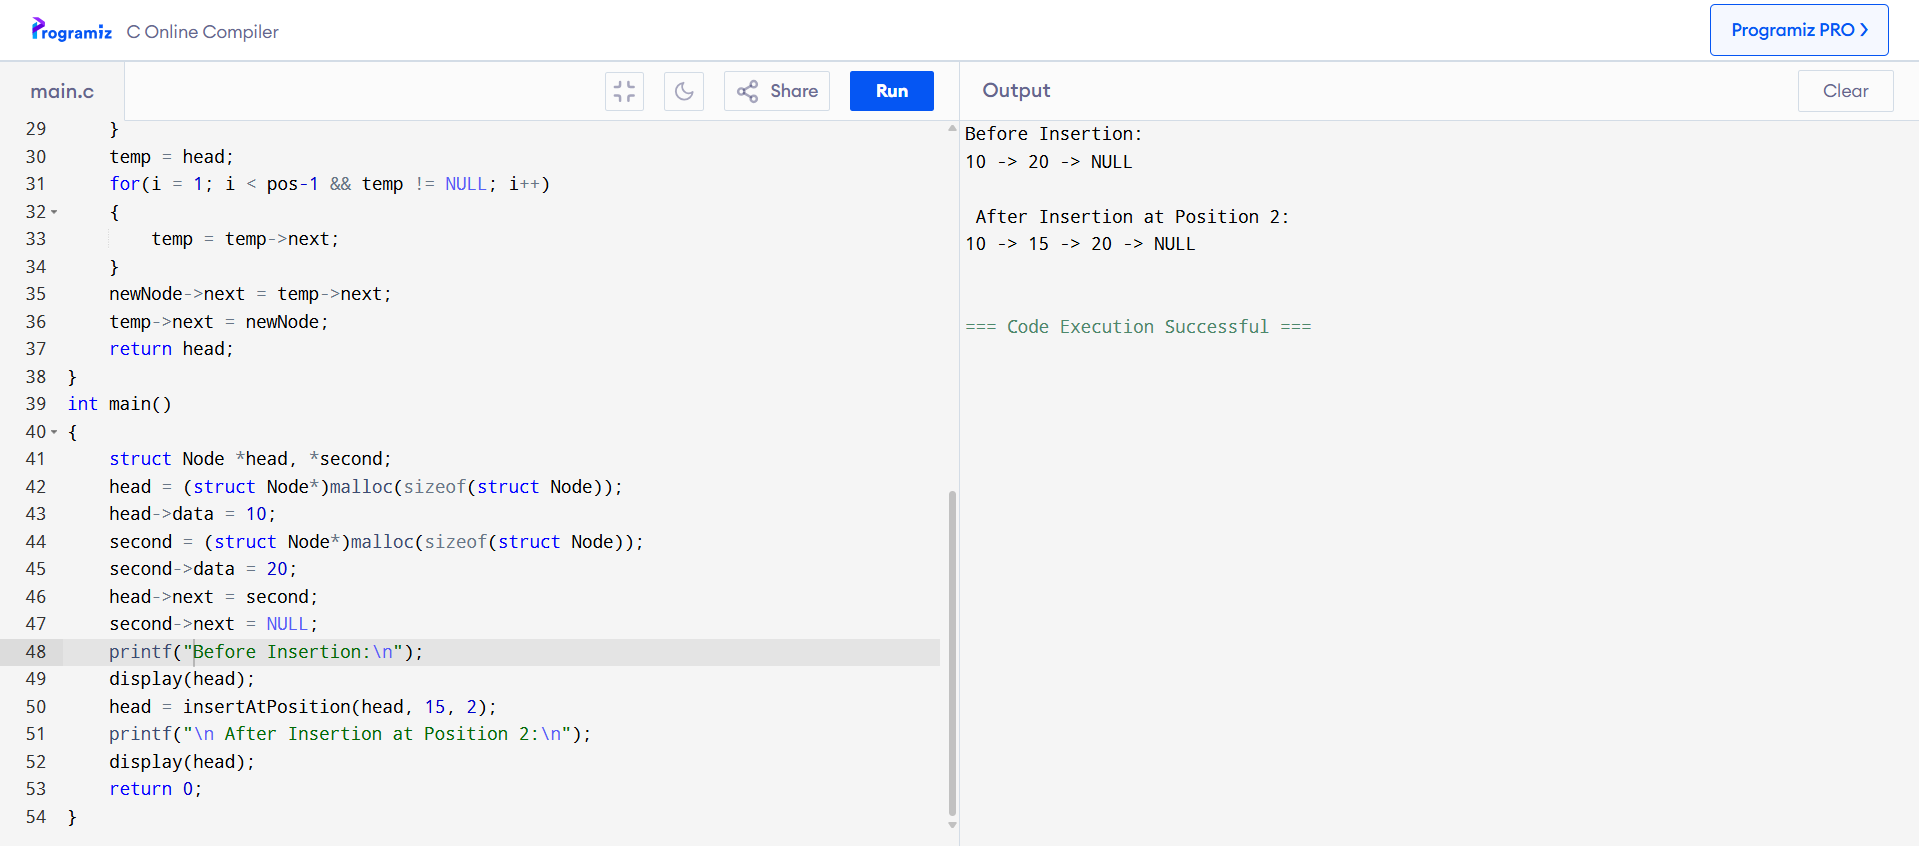 Programiz C Online Compiler
Programiz PRO >
main.c
Share
Run
Output
Clear
29 }
30 temp = head;
31 for(i = 1; i < pos-1 && temp != NULL; i++)
32 {
33 temp = temp->next;
34 }
35 newNode->next = temp->next;
36 temp->next = newNode;
37 return head;
38 }
39 int main()
40 {
41 struct Node *head, *second;
42 head = (struct Node*)malloc(sizeof(struct Node));
43 head->data = 10;
44 second = (struct Node*)malloc(sizeof(struct Node));
45 second->data = 20;
46 head->next = second;
47 second->next = NULL;
48 printf("Before Insertion:\n");
49 display(head);
50 head = insertAtPosition(head, 15, 2);
51 printf("\n After Insertion at Position 2:\n");
52 display(head);
53 return 0;
54 }
Before Insertion:
10 -> 20 -> NULL
After Insertion at Position 2:
10 -> 15 -> 20 -> NULL
=== Code Execution Successful ===